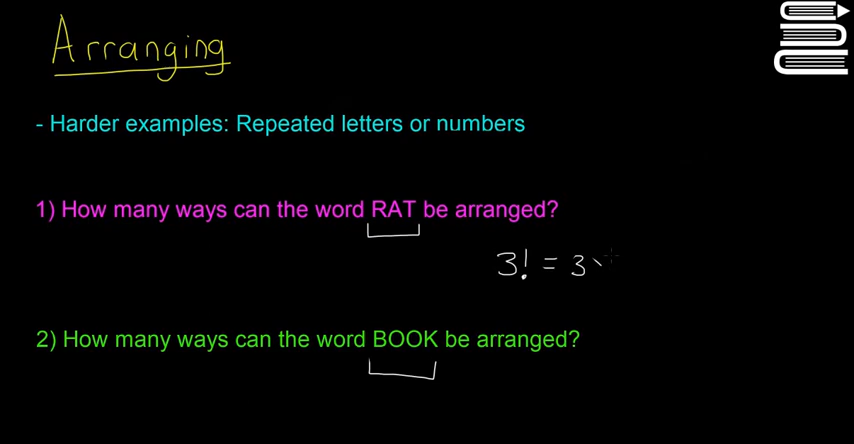 Arranging
- Harder examples: Repeated letters or numbers
1) How many ways can the word RAT be arranged?
3! = 3
2) How many ways can the word BOOK be arranged?